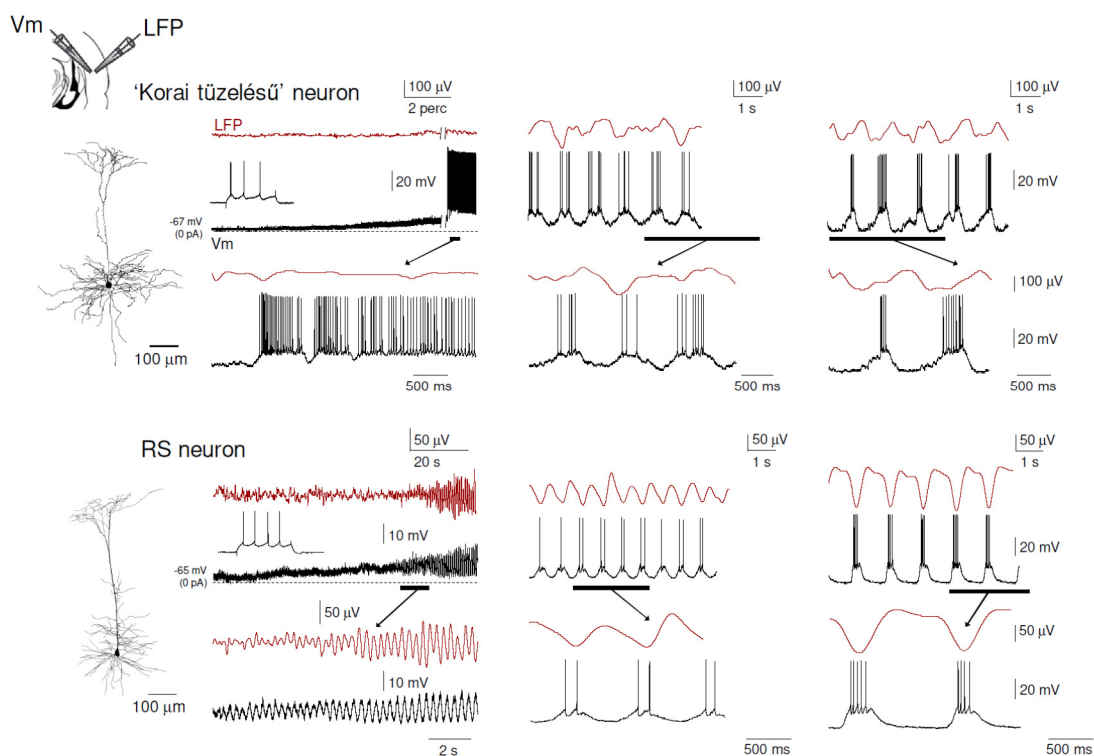 Vm
LFP
'Korai tüzelésű' neuron
100 µV
2 perc
100 µV
1 s
100 µV
1 s
LFP
20 mV
20 mV
-67 mV
(0 pA)
Vm
100 µV
20 mV
100 µm
500 ms
500 ms
500 ms
RS neuron
50 µV
20 s
50 µV
1 s
50 µV
1 s
10 mV
20 mV
-65 mV
(0 pA)
50 µV
50 µV
10 mV
20 mV
100 µm
2 s
500 ms
500 ms